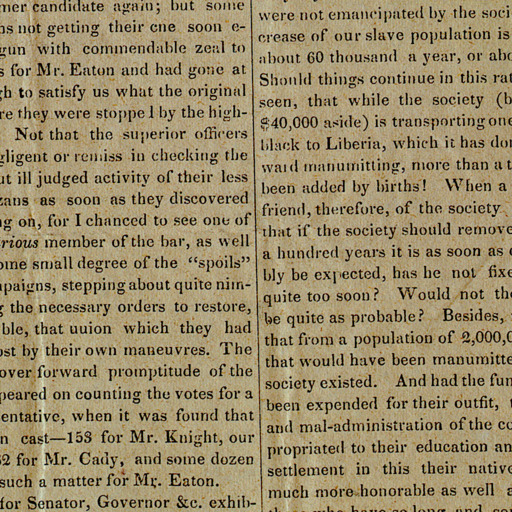 mer candidate again; but some
ns not getting their cne soon e-
gun with commendable zeal to
s for Mr. Eaton and had gone at
gh to satisfy us what the original
re they were stoppe l by the high-
Not that the superior officers
gligent or remiss in checking the
ut ill judged activity of their less
zans as soon as they discovered
ng on, for I chanced to see one of
rious member of the bar, as well
ome small degree of the "spoils"
paigns, stepping about quite nim-
g the necessary orders to restore,
ble, that uuion which they had
ost by their own maneuvres. The
over forward promptitude of the
peared on counting the votes for a
entative, when it was found that
n cast—153 for Mr. Knight, our
52 for Mr. Cady, and some dozen
such a matter for Mr. Eaton.
for Senator, Governor &c. exhib-
were not emancipated by the soci
crease of our slave population is
about 60 thousand a year, or abo
Should things continue in this rat
seen, that while the society (b
$40,000 aside) is transporting one
black to Liberia, which it has do
ward manumitting, more than a t
been added by births! When a
friend, therefore, of the society
that if the society should remove
a hundred years it is as soon as
bly be expected, has he not fixe
quite too soon? Would not the
be quite as probable? Besides,
that from a population of 2,000,0
that would have been manumitte
society existed. And had the fun
been expended for their outfit,
and mal-administration of the co
propriated to their education an
settlement in this their native
much more honorable as well a